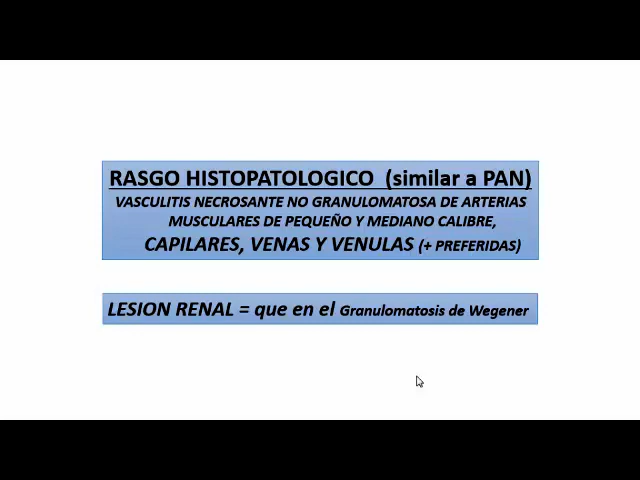 RASGO HISTOPATOLOGICO (similar a PAN)
VASCULITIS NECROSANTE NO GRANULOMATOSA DE ARTERIAS
MUSCULARES DE PEQUEÑO Y MEDIANO CALIBRE,
CAPILARES, VENAS Y VENULAS (+ PREFERIDAS)
LESION RENAL = que en el Granulomatosis de Wegener